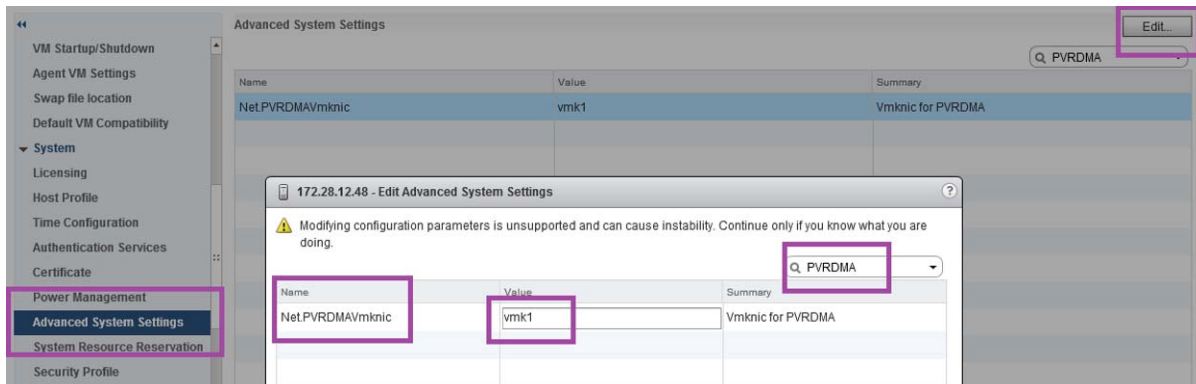 VM Startup/Shutdown
Agent VM Settings
Swap file location
Default VM Compatibility
System
Licensing
Host Profile
Time Configuration
Authentication Services
Certificate
Power Management
Advanced System Settings
System Resource Reservation
Security Profile
Advanced System Settings
Edit...
PVRDMA
Name Value Summary
Net.PVRDMAVmknic vmk1 Vmknic for PVRDMA
172.28.12.48 - Edit Advanced System Settings ?
Modifying configuration parameters is unsupported and can cause instability. Continue only if you know what you are
doing.
PVRDMA
Name Value Summary
Net.PVRDMAVmknic vmk1 Vmknic for PVRDMA